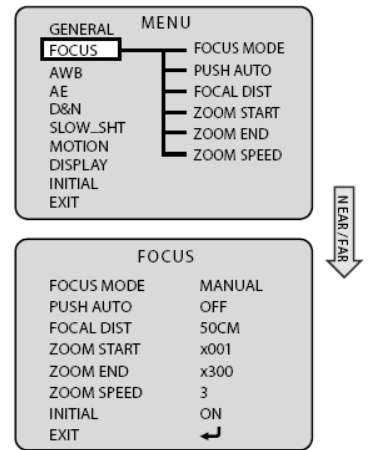 MENU
GENERAL
FOCUS
AWB
AE
D&N
SLOW_SHT
MOTION
DISPLAY
INITIAL
EXIT
FOCUS MODE
PUSH AUTO
FOCAL DIST
ZOOM START
ZOOM END
ZOOM SPEED
NEAR/FAR
FOCUS
FOCUS MODE MANUAL
PUSH AUTO OFF
FOCAL DIST 50CM
ZOOM START x001
ZOOM END x300
ZOOM SPEED 3
INITIAL ON
EXIT ↵